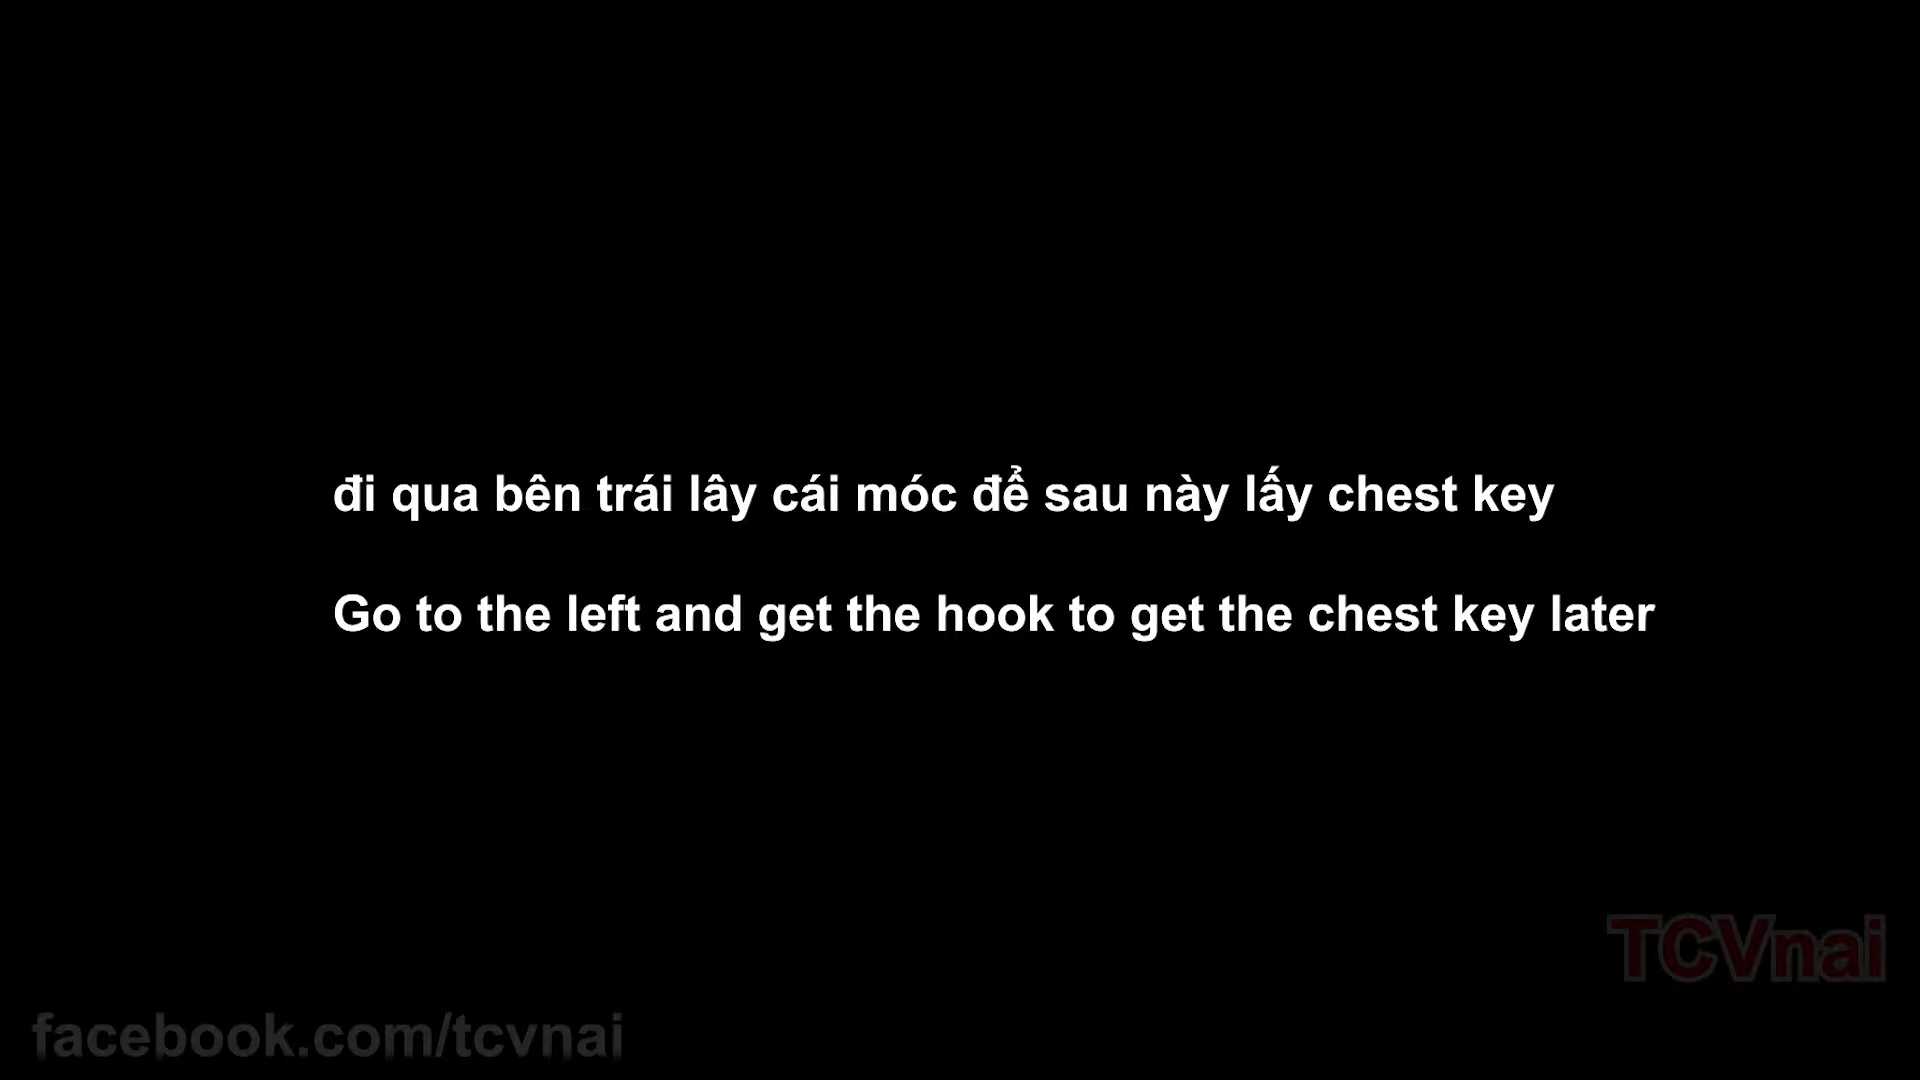 đi qua bên trái lây cái móc để sau này lấy chest key
Go to the left and get the hook to get the chest key later
TCVnai
facebook.com/tcvnai